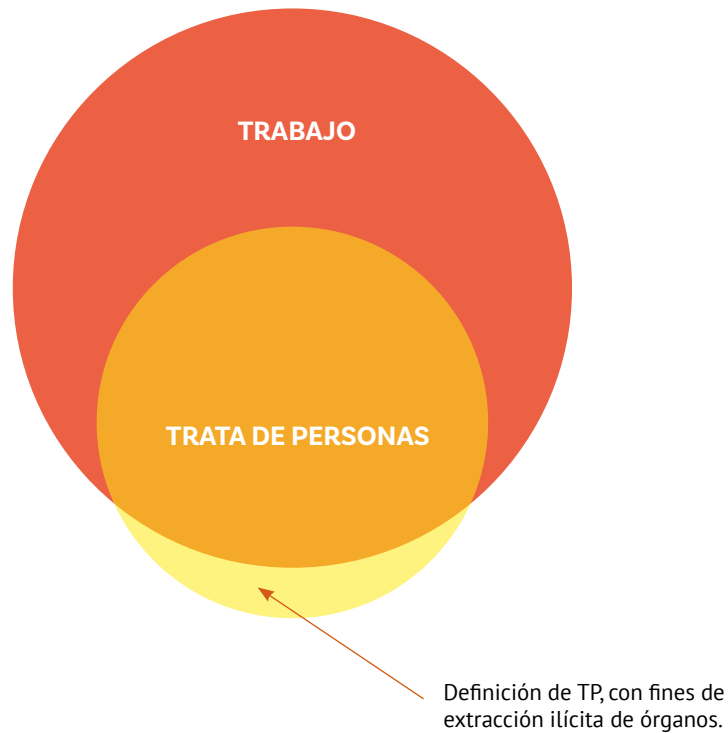 TRABAJO
TRATA DE PERSONAS
Definición de TP, con fines de
extracción ilícita de órganos.